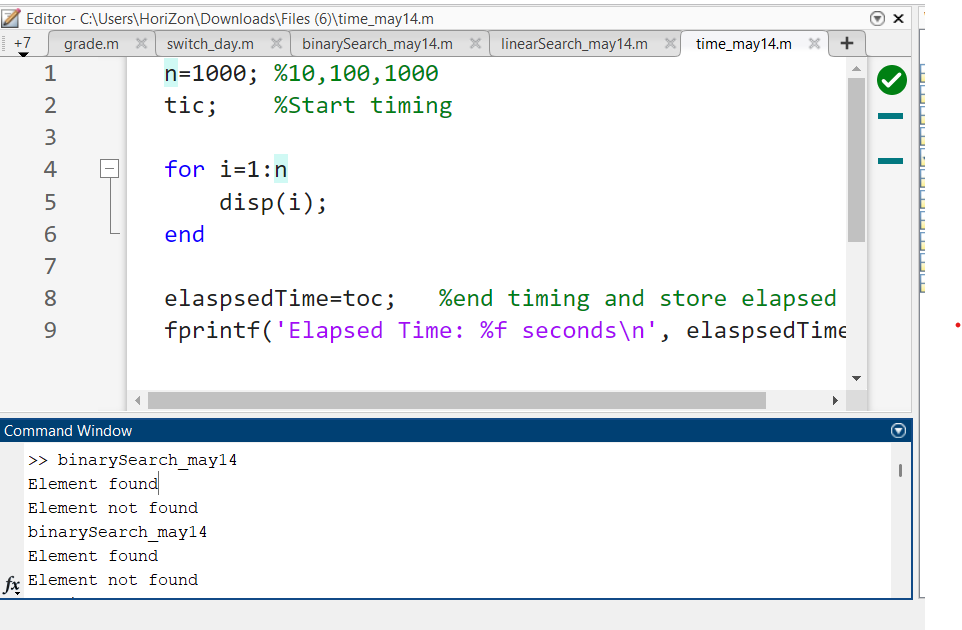 Editor - C:\Users\HoriZon\Downloads\Files (6)\time_may14.m
+7 grade.m switch_day.m binarySearch_may14.m linearSearch_may14.m time_may14.m
1 n=1000; %10,100,1000
2 tic; %Start timing
3
4 for i=1:n
5 disp(i);
6 end
7
8 elaspsedTime=toc; %end timing and store elapsed
9 fprintf('Elapsed Time: %f seconds\n', elaspsedTime
Command Window
>> binarySearch_may14
Element found
Element not found
binarySearch_may14
Element found
fx Element not found